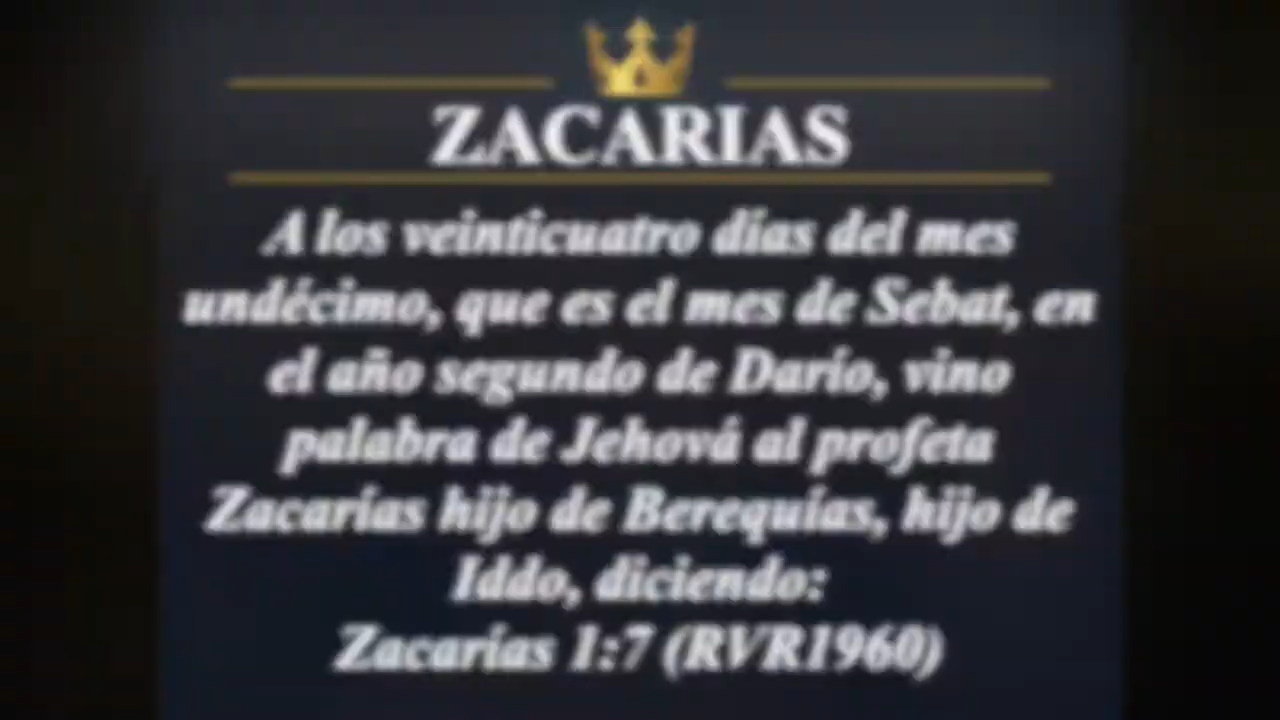 ZACARIAS
A los veinticuatro días del mes
undécimo, que es el mes de Sebat, en
el año segundo de Darío, vino
palabra de Jehová al profeta
Zacarías hijo de Berequías, hijo de
Iddo, diciendo:
Zacarías 1:7 (RVR1960)